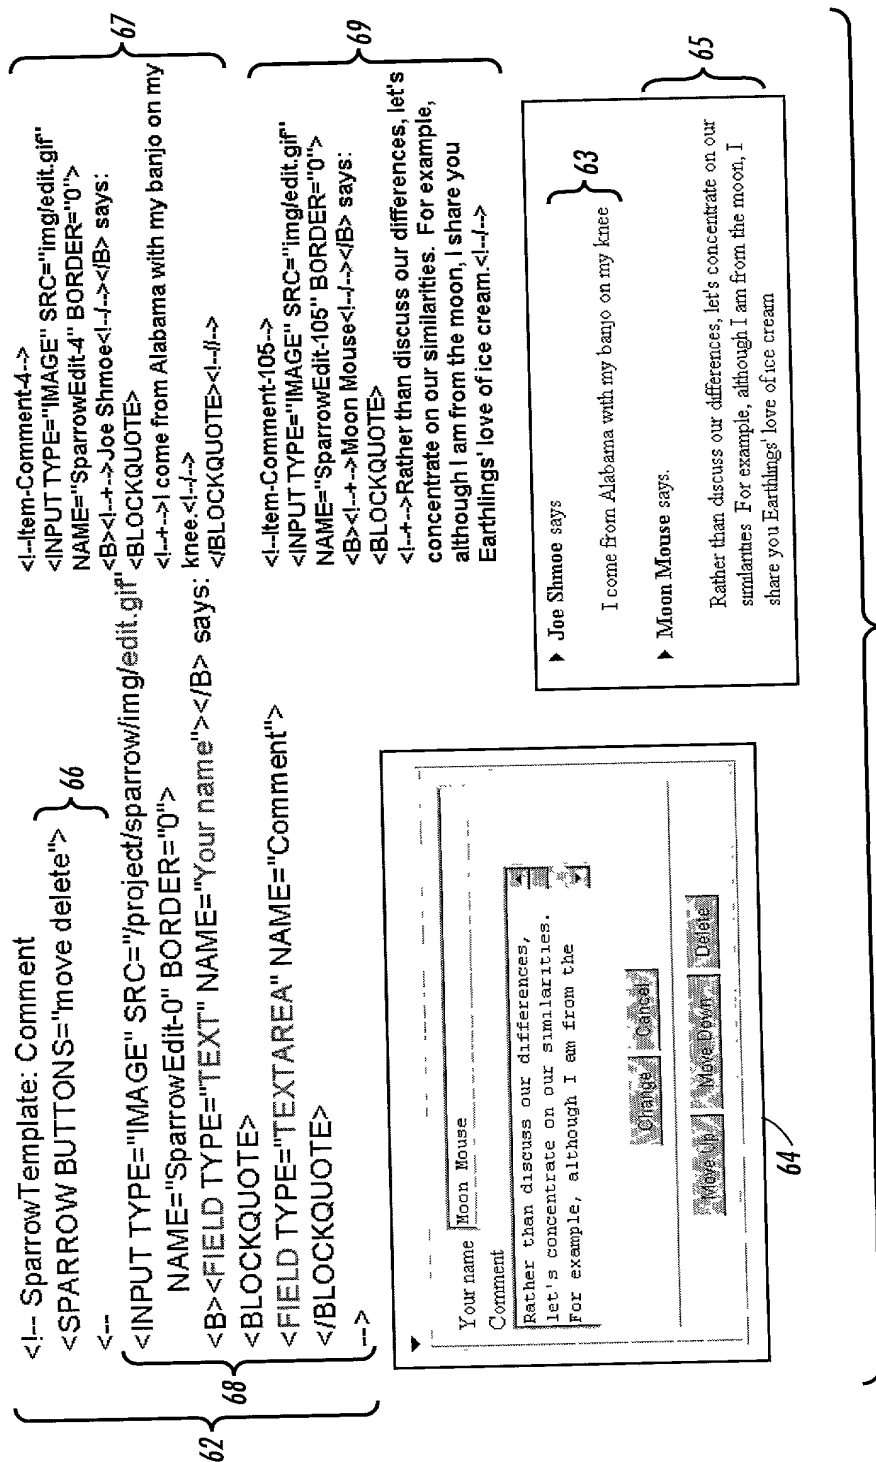 <!-- SparrowTemplate: Comment
<SPARROW BUTTONS="move delete">
66
<--
<INPUT TYPE="IMAGE" SRC="/project/sparrow/img/edit.gif"
NAME="SparrowEdit-0" BORDER="0">
<B><FIELD TYPE="TEXT" NAME="Your name"></B> says:
<BLOCKQUOTE>
<FIELD TYPE="TEXTAREA" NAME="Comment">
</BLOCKQUOTE>
-->
68
62
<!--Item-Comment-4-->
<INPUT TYPE="IMAGE" SRC="img/edit.gif"
NAME="SparrowEdit-4" BORDER="0">
<B><!--+-->Joe Shmoe<!--/--></B> says:
<BLOCKQUOTE>
<!--+-->I come from Alabama with my banjo on my
knee.<!--/-->
</BLOCKQUOTE><!--//-->
67
<!--Item-Comment-105-->
<INPUT TYPE="IMAGE" SRC="img/edit.gif"
NAME="SparrowEdit-105" BORDER="0">
<B><!--+-->Moon Mouse<!--/--></B> says:
<BLOCKQUOTE>
<!--+-->Rather than discuss our differences, let's
concentrate on our similarities. For example,
although I am from the moon, I share you
Earthlings' love of ice cream.<!--/-->
69
Your name Moon Mouse
Comment
Rather than discuss our differences,
let's concentrate on our similarities.
For example, although I am from the
Change Cancel
Move Up Move Down Delete
64
Joe Shmoe says
I come from Alabama with my banjo on my knee
63
Moon Mouse says.
Rather than discuss our differences, let's concentrate on our
similarities For example, although I am from the moon, I
share you Earthlings' love of ice cream
65